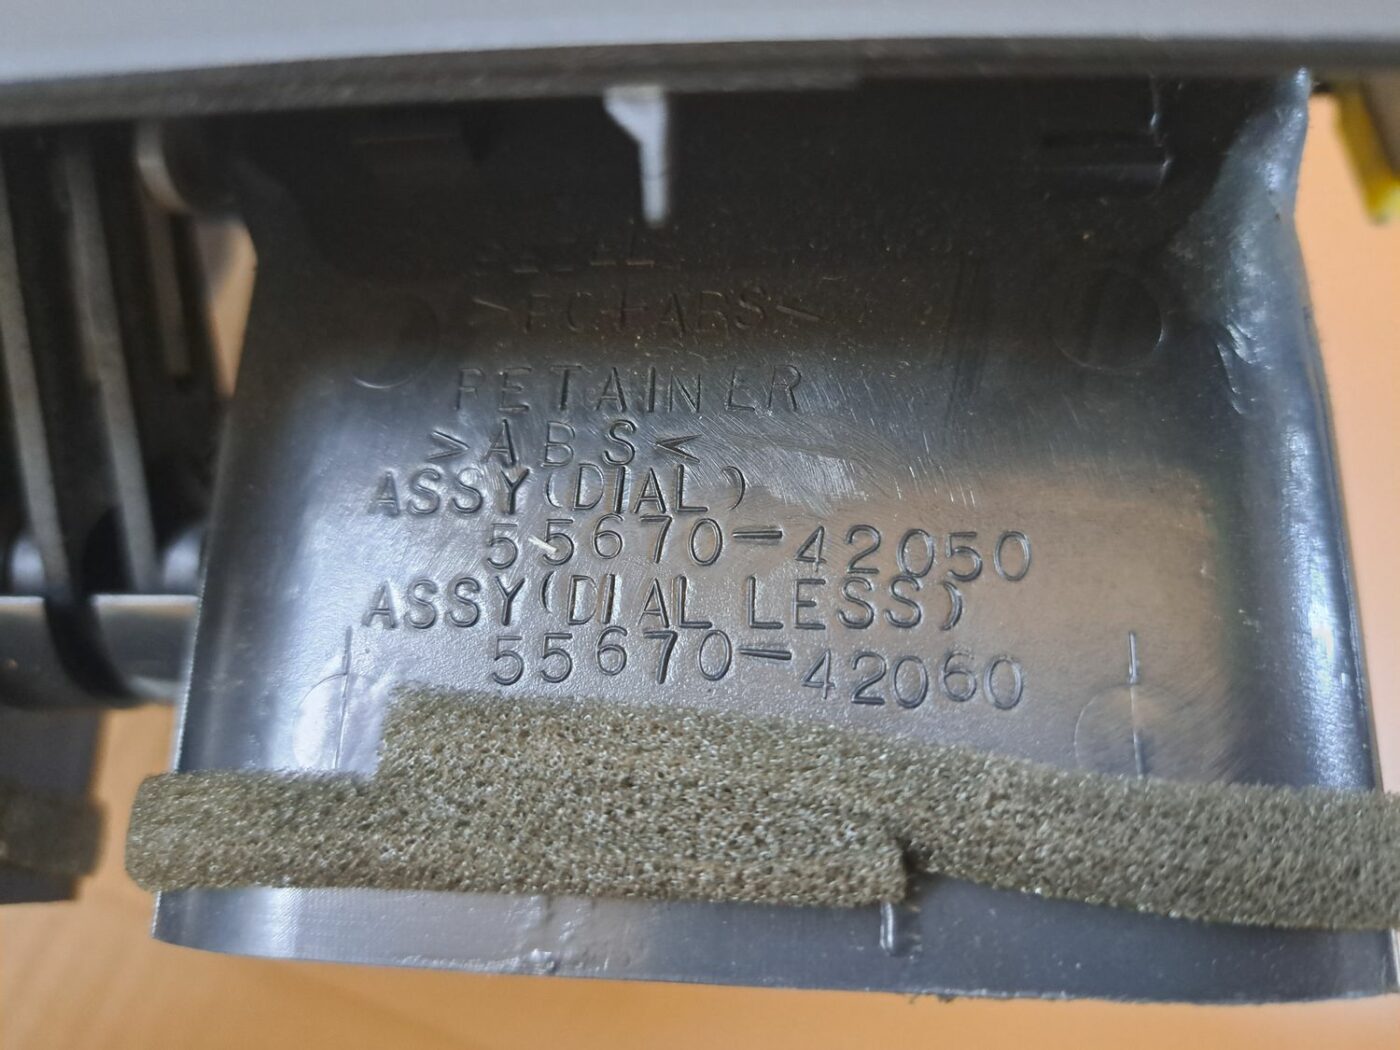 >PC+ABS<
RETAINER
>ABS<
ASSY(DIAL)
55670-42050
ASSY(DIAL LESS)
55670-42060